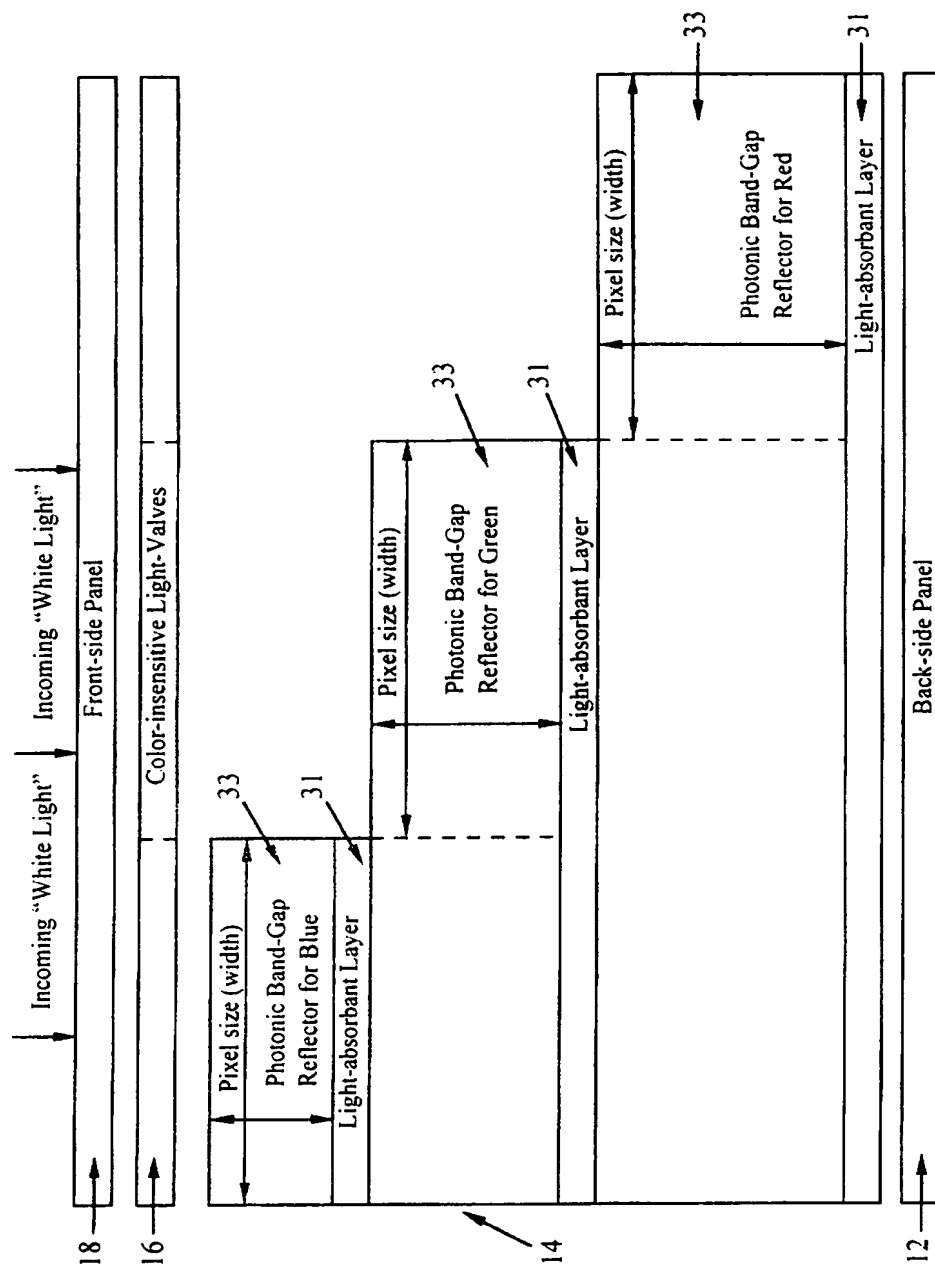 Incoming “White Light”
Incoming “White Light”
18
Front-side Panel
16
Color-insensitive Light-Valves
33
Pixel size (width)
Photonic Band-Gap
Reflector for Blue
31
Light-absorbant Layer
14
33
Pixel size (width)
Photonic Band-Gap
Reflector for Green
31
Light-absorbant Layer
33
Pixel size (width)
Photonic Band-Gap
Reflector for Red
31
Light-absorbant Layer
12
Back-side Panel